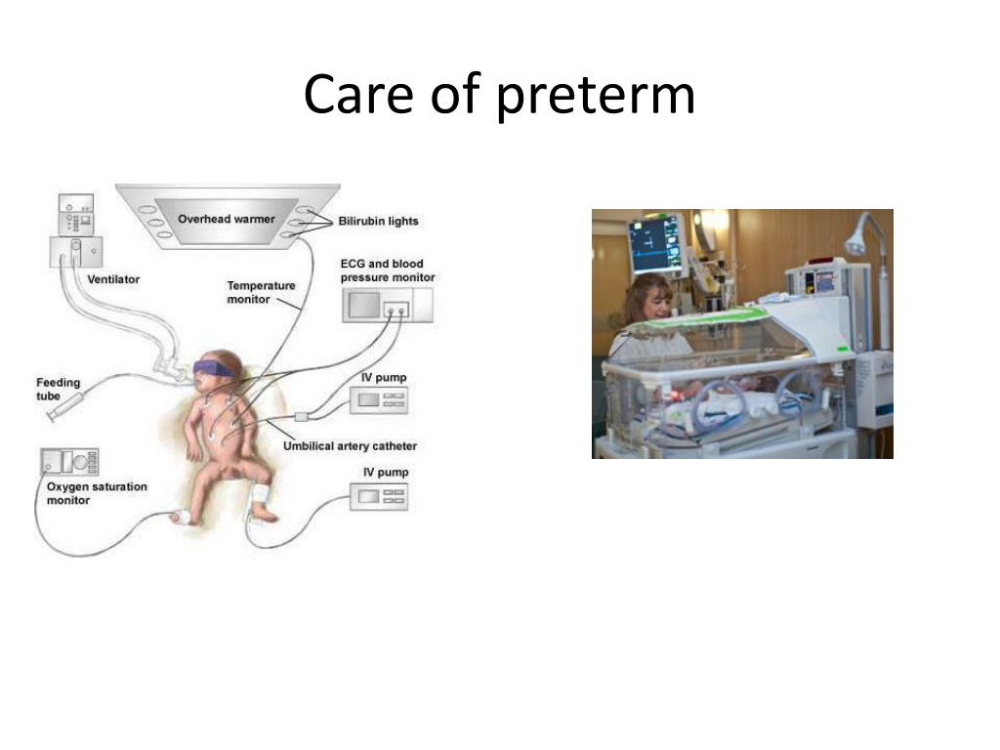 Care of preterm
Overhead warmer
Bilirubin lights
Ventilator
ECG and blood
pressure monitor
Temperature
monitor
Feeding
tube
IV pump
Umbilical artery catheter
Oxygen saturation
monitor
IV pump